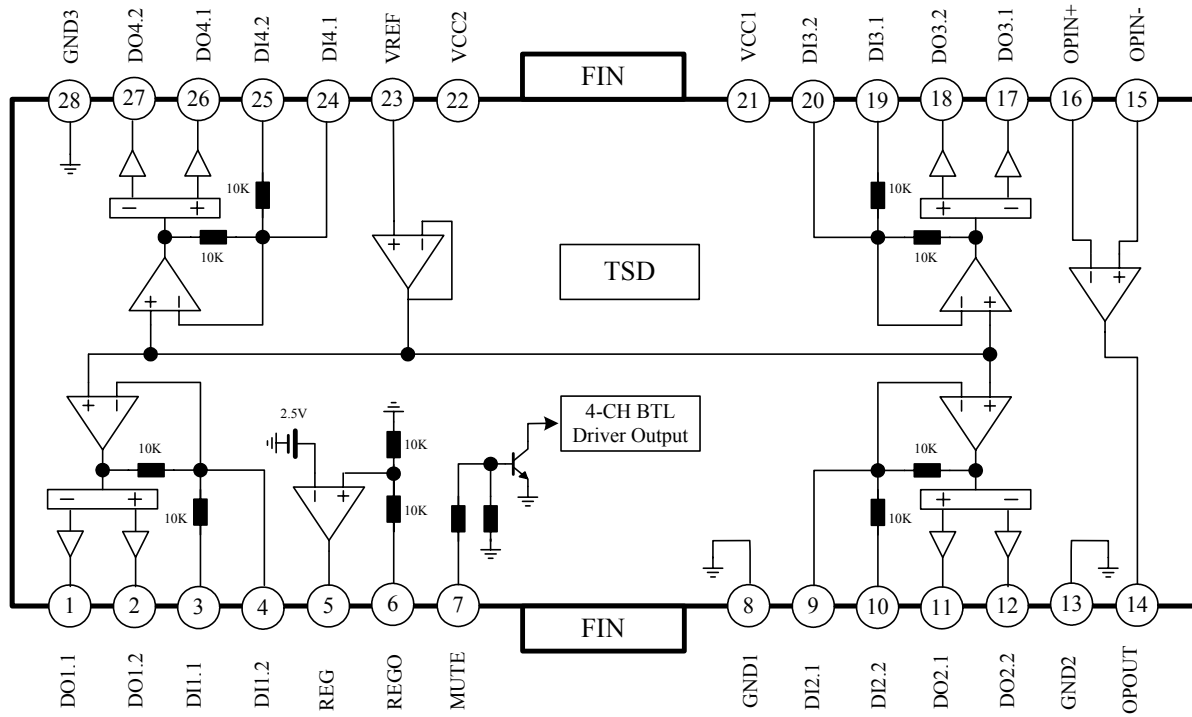 GND3 DO4.2 DO4.1 DI4.2 DI4.1 VREF VCC2 VCC1 DI3.2 DI3.1 DO3.2 DO3.1 OPIN+ OPIN-
FIN
28 27 26 25 24 23 22 21 20 19 18 17 16 15
10K 10K
− + + −
10K 10K
+ − − +
TSD
+ − − + + −
+ − − +
2.5V
4-CH BTL
Driver Output
10K
10K 10K
− + + −
10K − + 10K 10K
1 2 3 4 5 6 7 8 9 10 11 12 13 14
FIN
DO1.1 DO1.2 DI1.1 DI1.2 REG REGO MUTE GND1 DI2.1 DI2.2 DO2.1 DO2.2 GND2 OPOUT